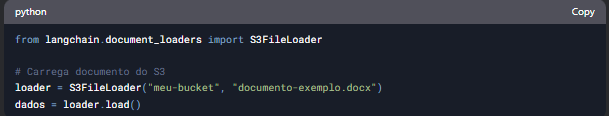 python
Copy
from langchain.document_loaders import S3FileLoader
# Carrega documento do S3
loader = S3FileLoader("meu-bucket", "documento-exemplo.docx")
dados = loader.load()